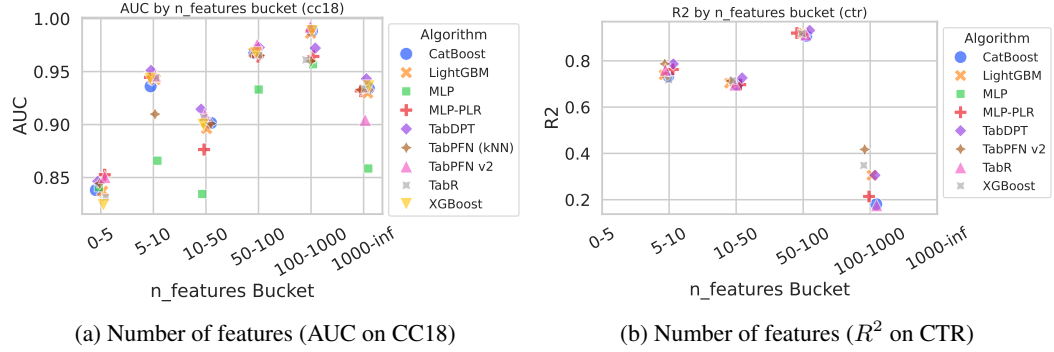 AUC by n_features bucket (cc18)
1.00
0.95
0.90
0.85
AUC
0-5
5-10
10-50
50-100
100-1000
1000-inf
n_features Bucket
Algorithm
CatBoost
LightGBM
MLP
MLP-PLR
TabDPT
TabPFN (kNN)
TabPFN v2
TabR
XGBoost
(a) Number of features (AUC on CC18)
R2 by n_features bucket (ctr)
0.8
0.6
0.4
0.2
R2
0-5
5-10
10-50
50-100
100-1000
1000-inf
n_features Bucket
Algorithm
CatBoost
LightGBM
MLP-PLR
TabDPT
TabPFN v2
TabR
XGBoost
(b) Number of features (R² on CTR)